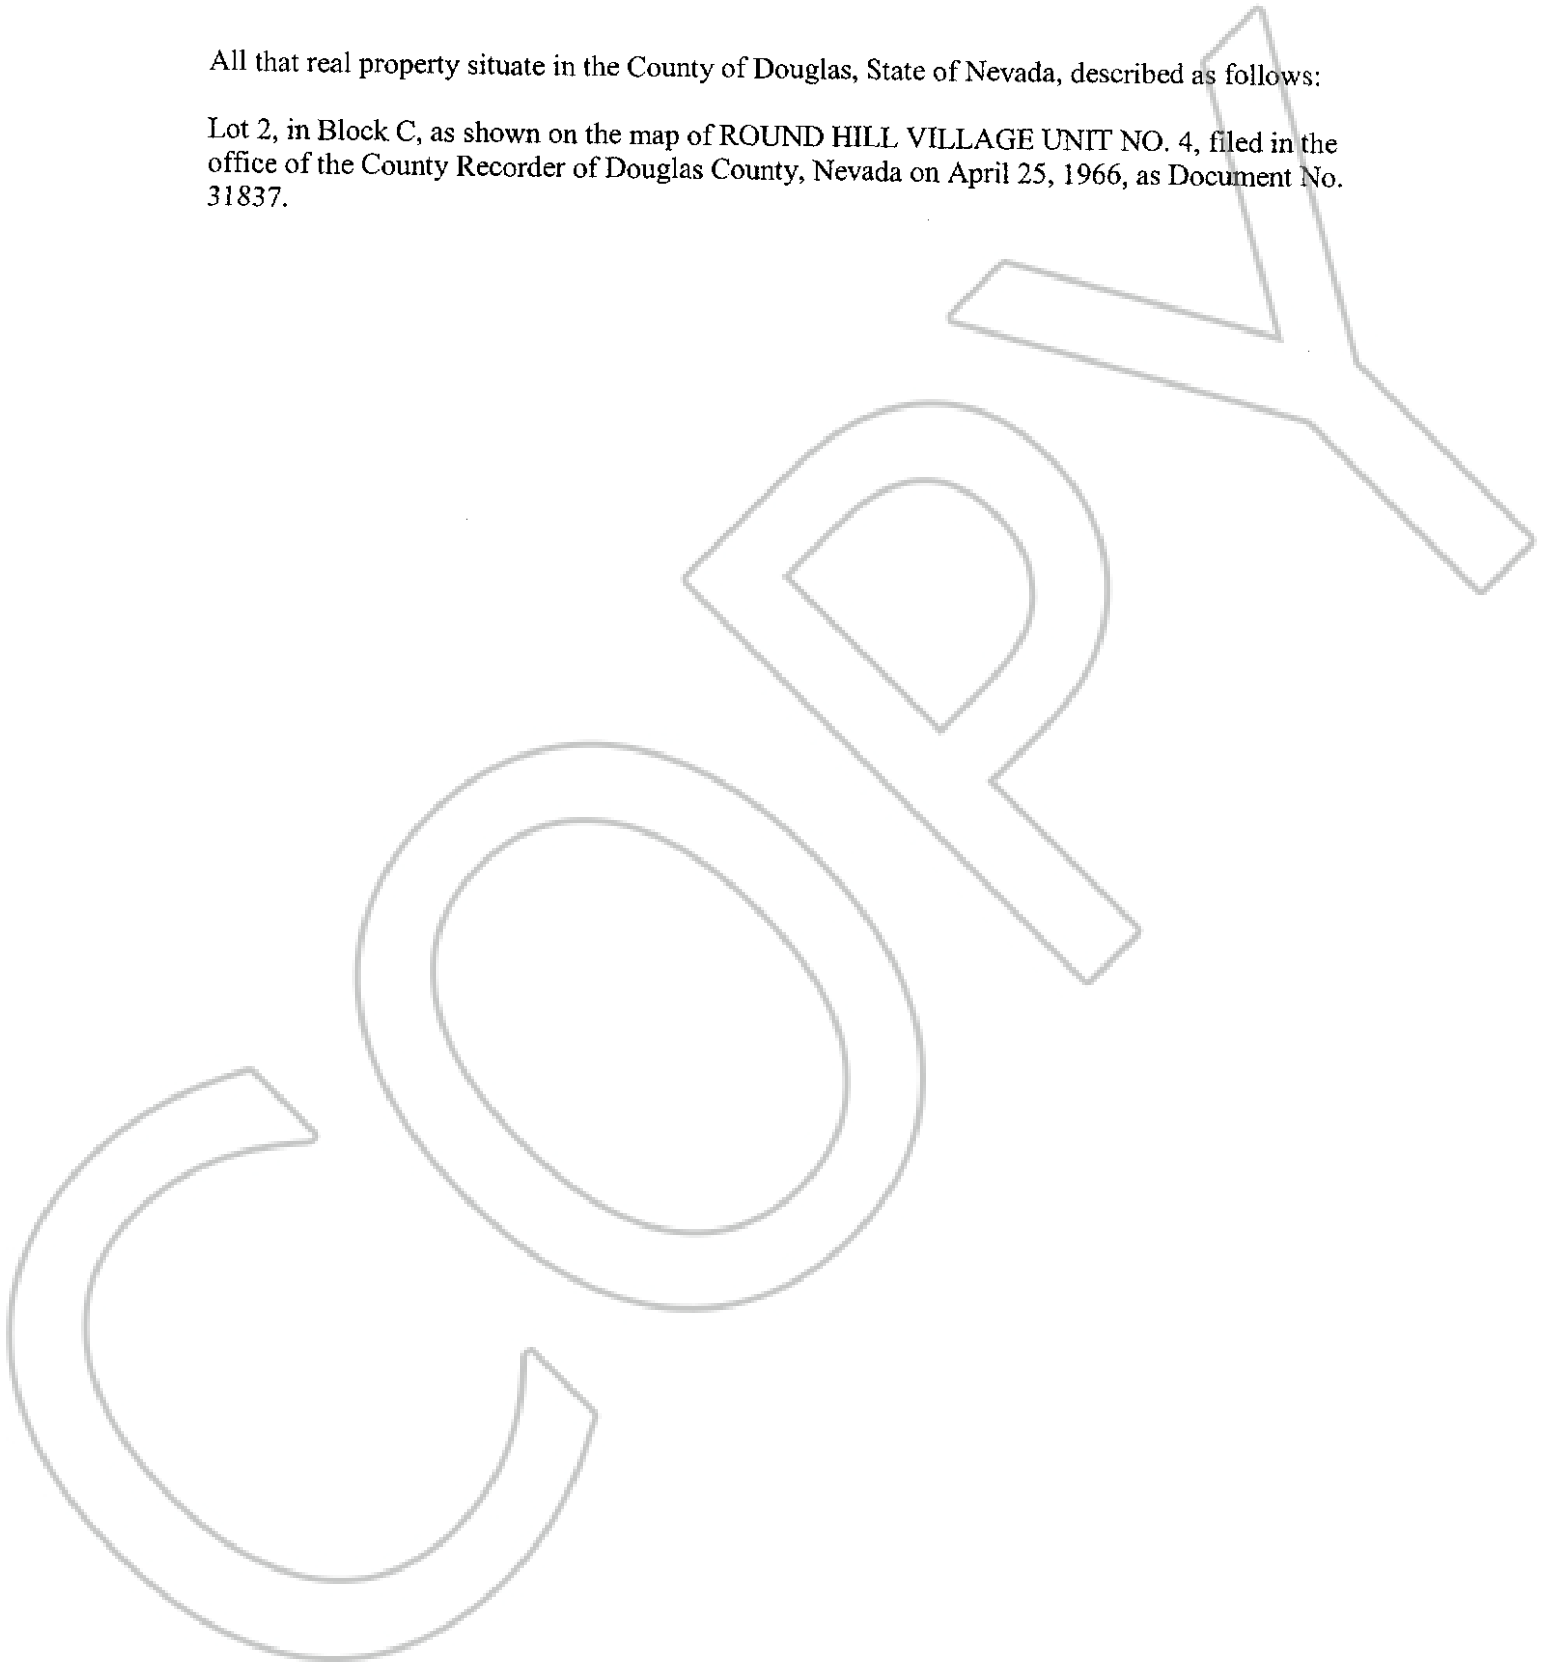 All that real property situate in the County of Douglas, State of Nevada, described as follows:
Lot 2, in Block C, as shown on the map of ROUND HILL VILLAGE UNIT NO. 4, filed in the
office of the County Recorder of Douglas County, Nevada on April 25, 1966, as Document No.
31837.
COPY